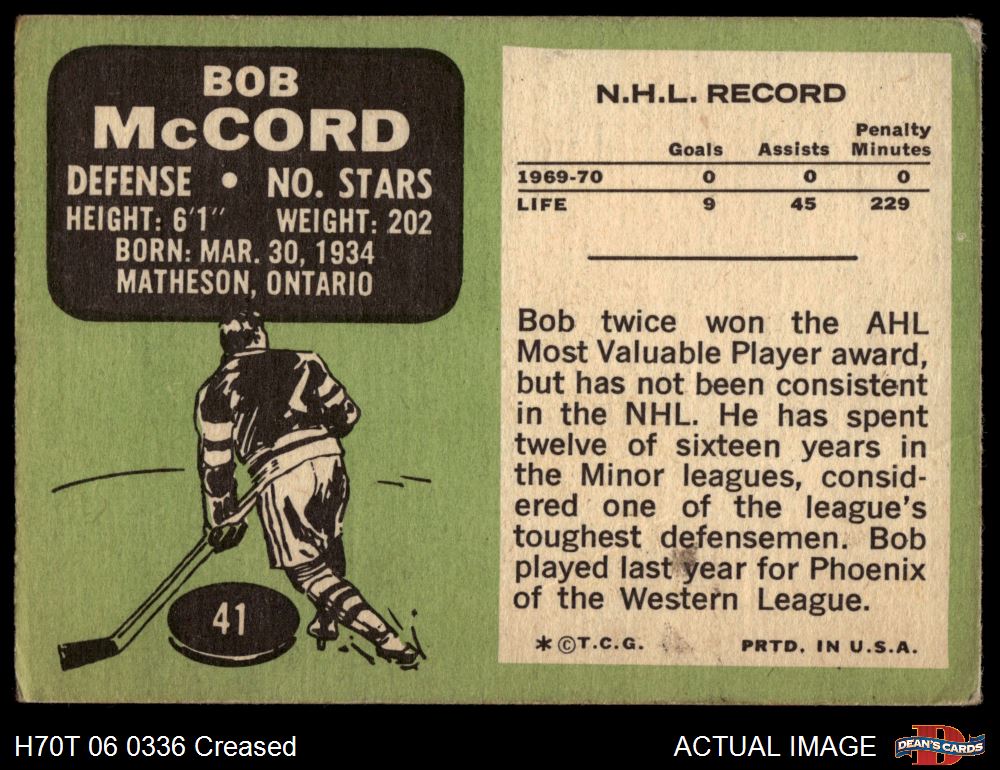 BOB
McCORD
DEFENSE • NO. STARS
HEIGHT: 6'1" WEIGHT: 202
BORN: MAR. 30, 1934
MATHESON, ONTARIO
41
N.H.L. RECORD
Goals Assists Penalty Minutes
1969-70 0 0 0
LIFE 9 45 229
Bob twice won the AHL
Most Valuable Player award,
but has not been consistent
in the NHL. He has spent
twelve of sixteen years in
the Minor leagues, consid-
ered one of the league's
toughest defensemen. Bob
played last year for Phoenix
of the Western League.
* © T.C.G. PRTD. IN U.S.A.
H70T 06 0336 Creased
ACTUAL IMAGE
D
DEAN'S CARDS